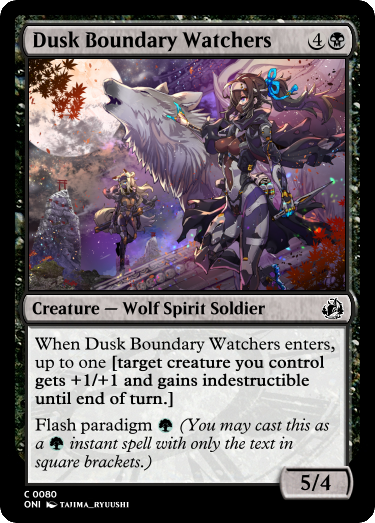 Dusk Boundary Watchers 4
Creature — Wolf Spirit Soldier
When Dusk Boundary Watchers enters,
up to one [target creature you control
gets +1/+1 and gains indestructible
until end of turn.]
Flash paradigm (You may cast this as
a instant spell with only the text in
square brackets.)
5/4
C 0080
ONI TAJIMA_RYUUSHI